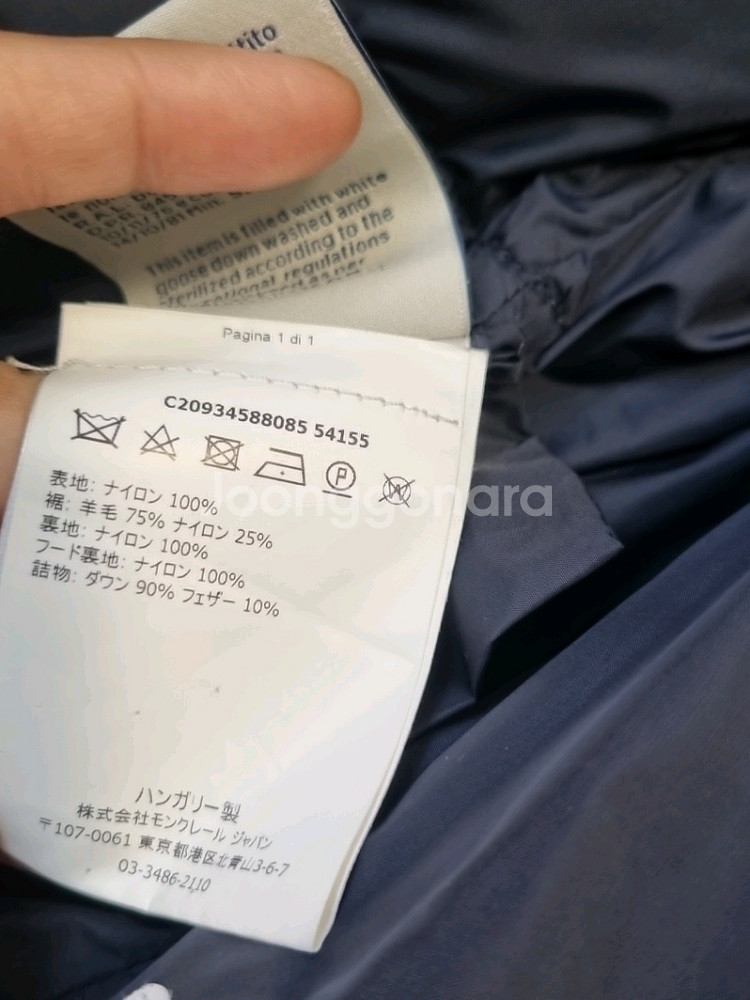 This item is filled with white
goose down washed and
sterilized according to the
regulations
Pagina 1 di 1
C20934588085 54155
P
W
表地: ナイロン 100%
裾: 羊毛 75% ナイロン 25%
裏地: ナイロン 100%
フード裏地: ナイロン 100%
詰物: ダウン 90% フェザー 10%
loonggonara
ハンガリー製
株式会社モンクレール ジャパン
〒107-0061 東京都港区北青山3-6-7
03-3486-2110